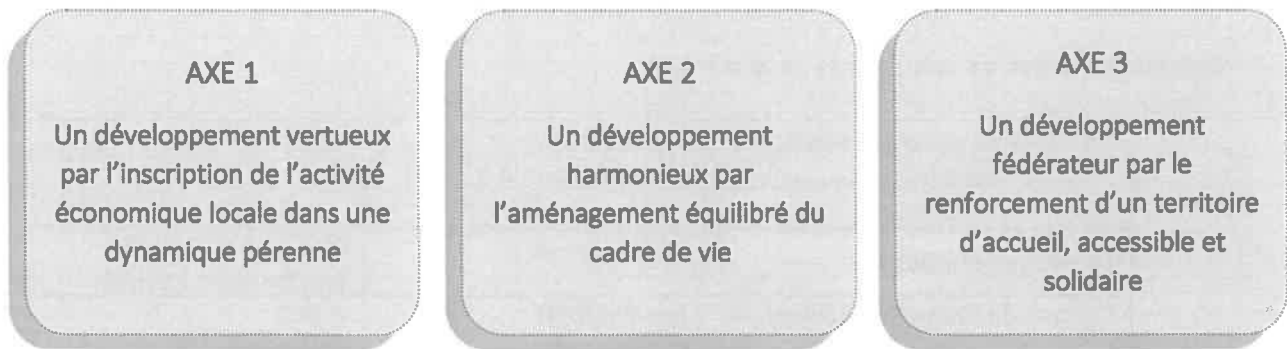 AXE 1
Un développement vertueux
par l'inscription de l'activité
économique locale dans une
dynamique pérenne
AXE 2
Un développement
harmonieux par
l'aménagement équilibré du
cadre de vie
AXE 3
Un développement
fédérateur par le
renforcement d'un territoire
d'accueil, accessible et
solidaire